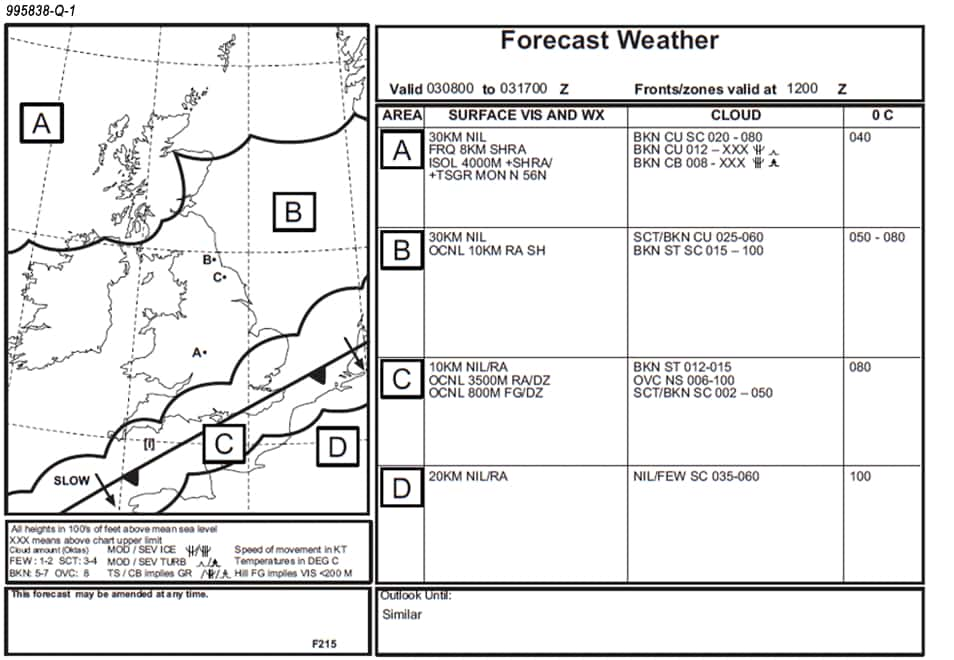 995838-Q-1
A
B
B•
C•
A•
[I]
C
D
SLOW
All heights in 100's of feet above mean sea level
XXX means above chart upper limit
Cloud amount (Oktas) MOD / SEV ICE Speed of movement in KT
FEW : 1-2 SCT: 3-4 MOD / SEV TURB Temperatures in DEG C
BKN: 5-7 OVC: 8 TS / CB implies GR Hill FG implies VIS <200 M
This forecast may be amended at any time.
F215
Forecast Weather
Valid 030800 to 031700 Z Fronts/zones valid at 1200 Z
AREA SURFACE VIS AND WX CLOUD 0 C
A 30KM NIL BKN CU SC 020 - 080 040
FRQ 8KM SHRA BKN CU 012 – XXX
ISOL 4000M +SHRA/ BKN CB 008 - XXX
+TSGR MON N 56N
B 30KM NIL SCT/BKN CU 025-060 050 - 080
OCNL 10KM RA SH BKN ST SC 015 – 100
C 10KM NIL/RA BKN ST 012-015 080
OCNL 3500M RA/DZ OVC NS 006-100
OCNL 800M FG/DZ SCT/BKN SC 002 – 050
D 20KM NIL/RA NIL/FEW SC 035-060 100
Outlook Until:
Similar